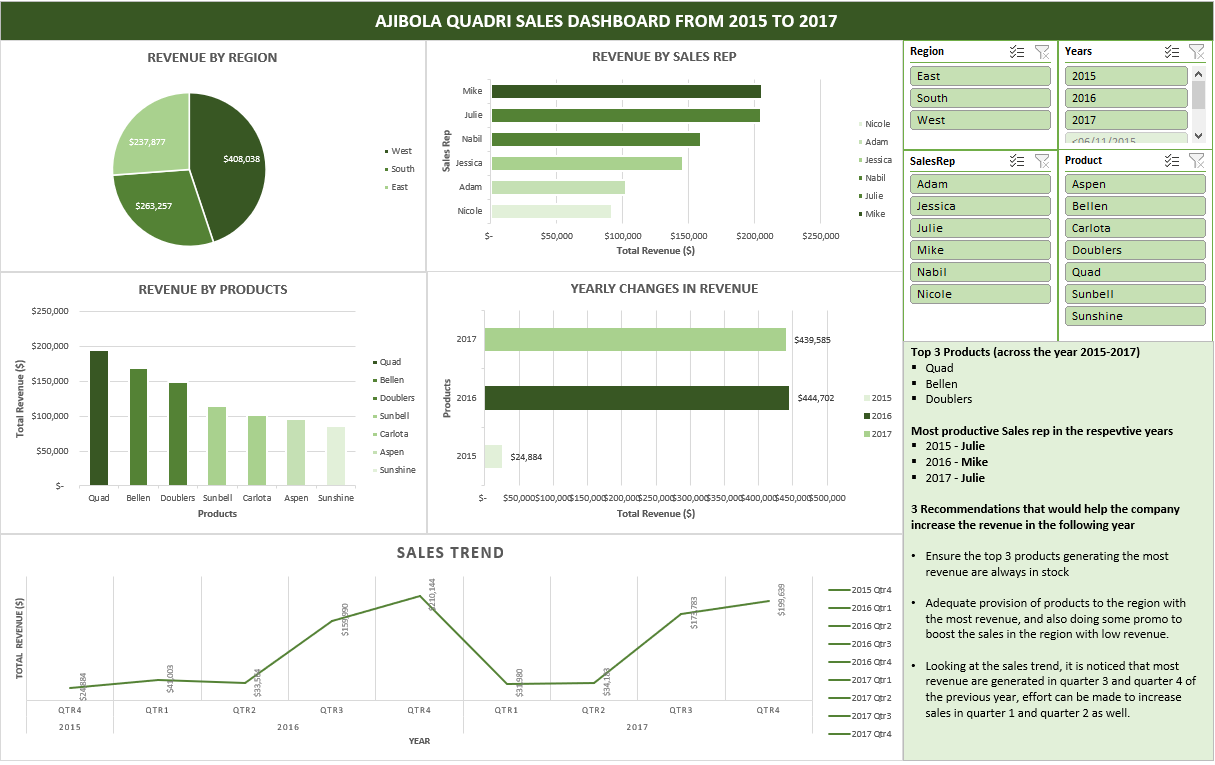 AJIBOLA QUADRI SALES DASHBOARD FROM 2015 TO 2017
REVENUE BY REGION
$237,877
$408,038
$263,257
West
South
East
REVENUE BY SALES REP
Sales Rep
Mike
Julie
Nabil
Jessica
Adam
Nicole
$-
$50,000
$100,000
$150,000
$200,000
$250,000
Total Revenue ($)
Nicole
Adam
Jessica
Nabil
Julie
Mike
Region
East
South
West
Years
2015
2016
2017
<06/11/2015
SalesRep
Adam
Jessica
Julie
Mike
Nabil
Nicole
Product
Aspen
Bellen
Carlota
Doublers
Quad
Sunbell
Sunshine
REVENUE BY PRODUCTS
Total Revenue ($)
$250,000
$200,000
$150,000
$100,000
$50,000
$-
Quad
Bellen
Doublers
Sunbell
Carlota
Aspen
Sunshine
Products
Quad
Bellen
Doublers
Sunbell
Carlota
Aspen
Sunshine
YEARLY CHANGES IN REVENUE
Products
2017
$439,585
2016
$444,702
2015
$24,884
$-
$50,000
$100,000
$150,000
$200,000
$250,000
$300,000
$350,000
$400,000
$450,000
$500,000
Total Revenue ($)
2015
2016
2017
Top 3 Products (across the year 2015-2017)
▪ Quad
▪ Bellen
▪ Doublers
Most productive Sales rep in the respevtive years
▪ 2015 - Julie
▪ 2016 - Mike
▪ 2017 - Julie
3 Recommendations that would help the company
increase the revenue in the following year
• Ensure the top 3 products generating the most
revenue are always in stock
• Adequate provision of products to the region with
the most revenue, and also doing some promo to
boost the sales in the region with low revenue.
• Looking at the sales trend, it is noticed that most
revenue are generated in quarter 3 and quarter 4 of
the previous year, effort can be made to increase
sales in quarter 1 and quarter 2 as well.
SALES TREND
TOTAL REVENUE ($)
$24,884
$210,144
$173,783
$199,639
QTR4
QTR1
QTR2
QTR3
QTR4
QTR1
QTR2
QTR3
QTR4
2015
2016
2017
YEAR
2015 Qtr4
2016 Qtr1
2016 Qtr2
2016 Qtr3
2016 Qtr4
2017 Qtr1
2017 Qtr2
2017 Qtr3
2017 Qtr4